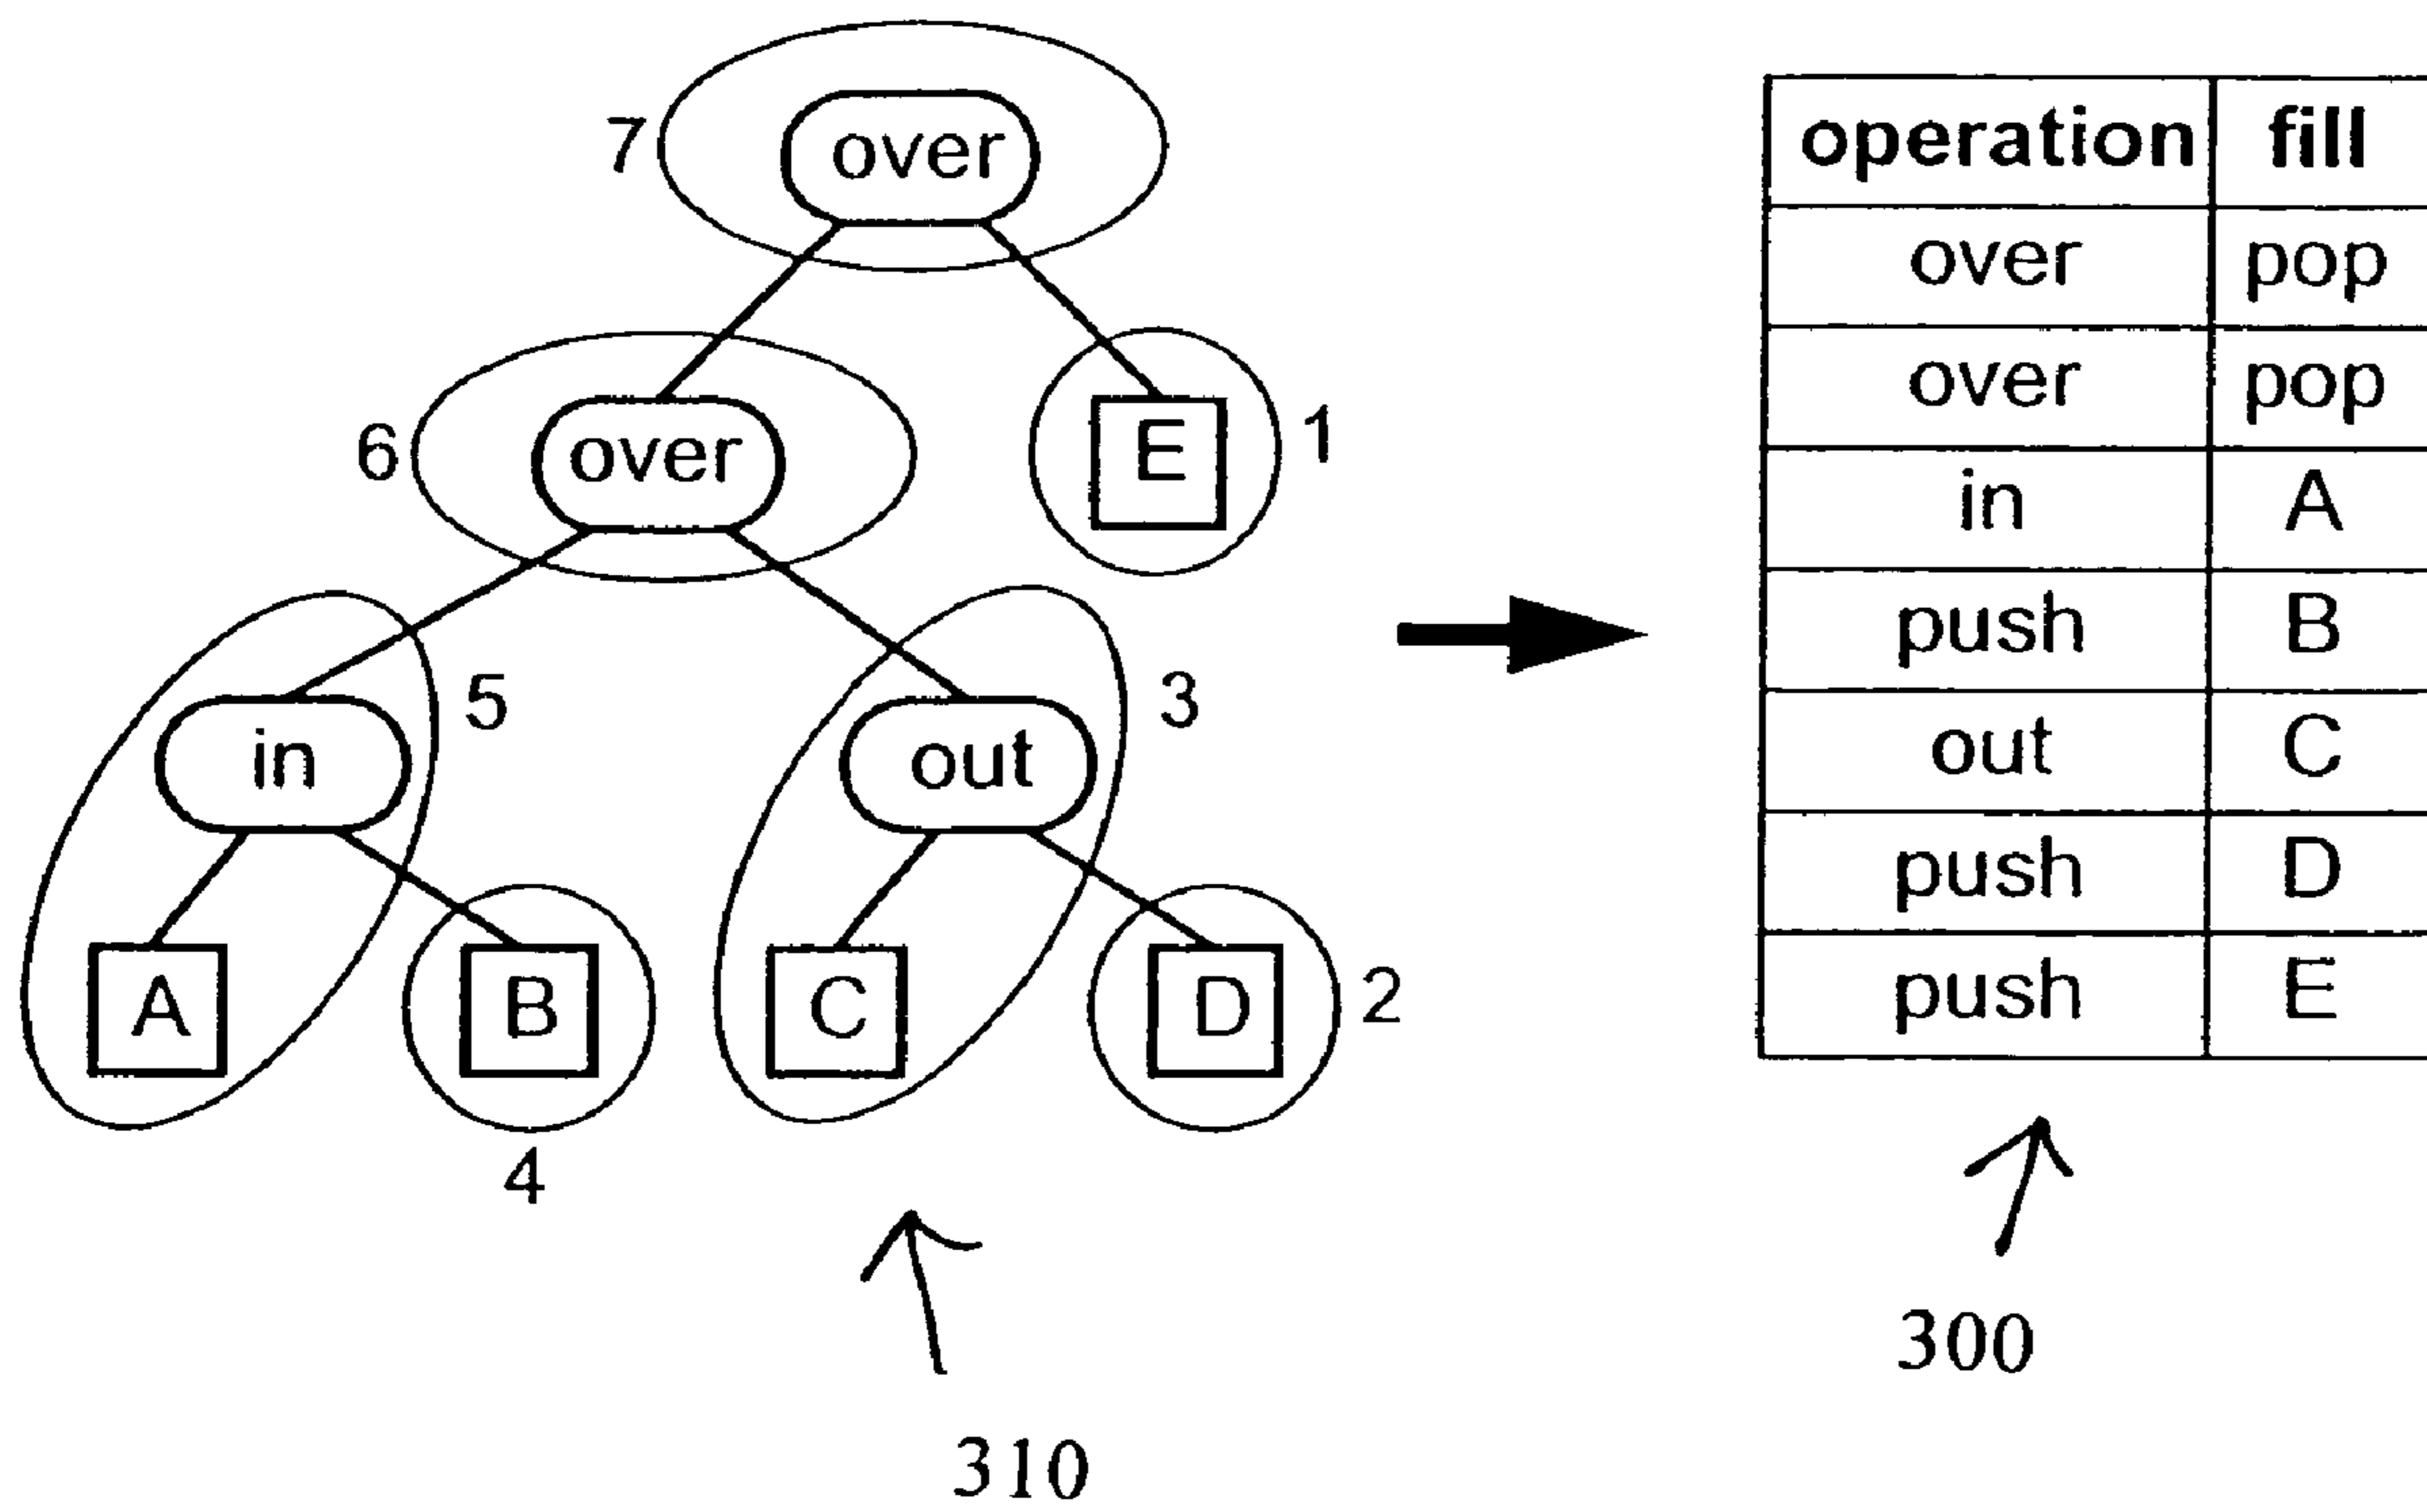 7
over
6
over
E
1
5
in
3
out
A
B
C
D
2
4
310
operation fill
over pop
over pop
in A
push B
out C
push D
push E
300